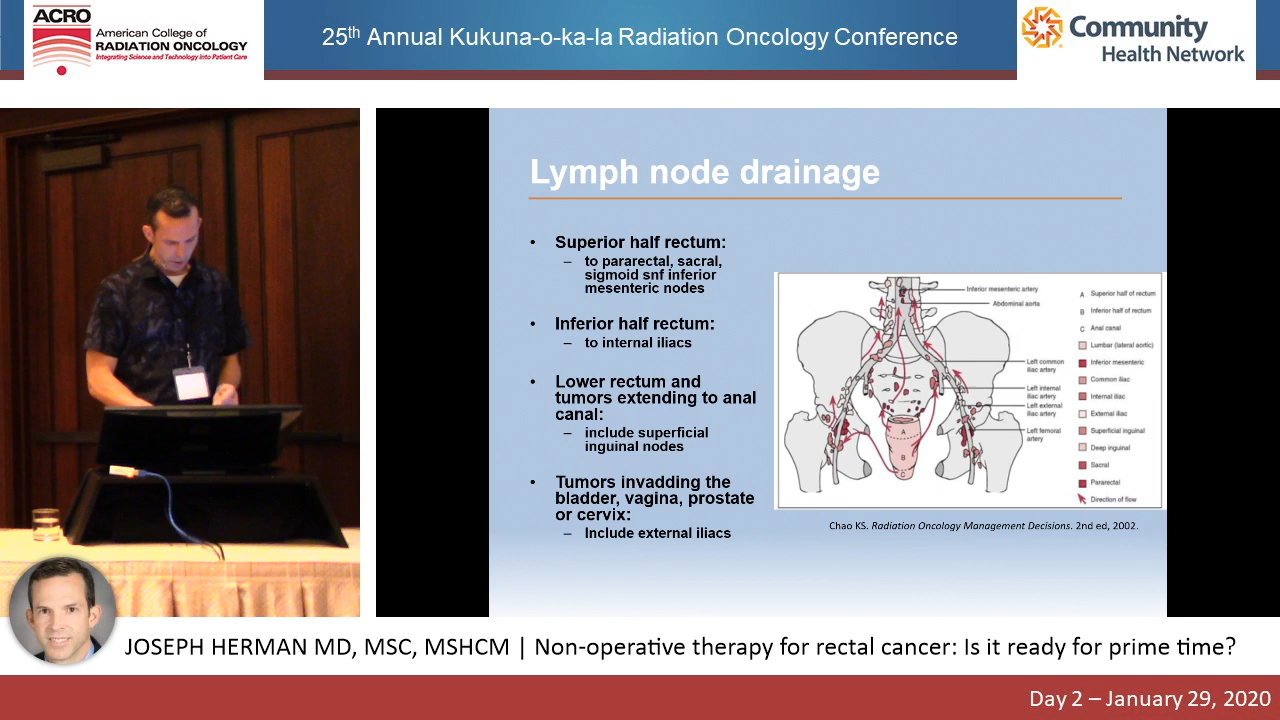 ACRO
American College of
RADIATION ONCOLOGY
Integrating Science and Technology into Patient Care
25th Annual Kukuna-o-ka-la Radiation Oncology Conference
Community
Health Network
Lymph node drainage
• Superior half rectum:
– to pararectal, sacral,
sigmoid snf inferior
mesenteric nodes
• Inferior half rectum:
– to internal iliacs
• Lower rectum and
tumors extending to anal
canal:
– include superficial
inguinal nodes
• Tumors invadding the
bladder, vagina, prostate
or cervix:
– Include external iliacs
Inferior mesenteric artery
Abdominal aorta
Left common
iliac artery
Left internal
iliac artery
Left external
iliac artery
Left femoral
artery
A
B
C
A Superior half of rectum
B Inferior half of rectum
C Anal canal
Lumbar (lateral aortic)
Inferior mesenteric
Common iliac
Internal iliac
External iliac
Superficial inguinal
Deep inguinal
Sacral
Pararectal
Direction of flow
Chao KS. Radiation Oncology Management Decisions. 2nd ed, 2002.
JOSEPH HERMAN MD, MSC, MSHCM | Non-operative therapy for rectal cancer: Is it ready for prime time?
Day 2 – January 29, 2020